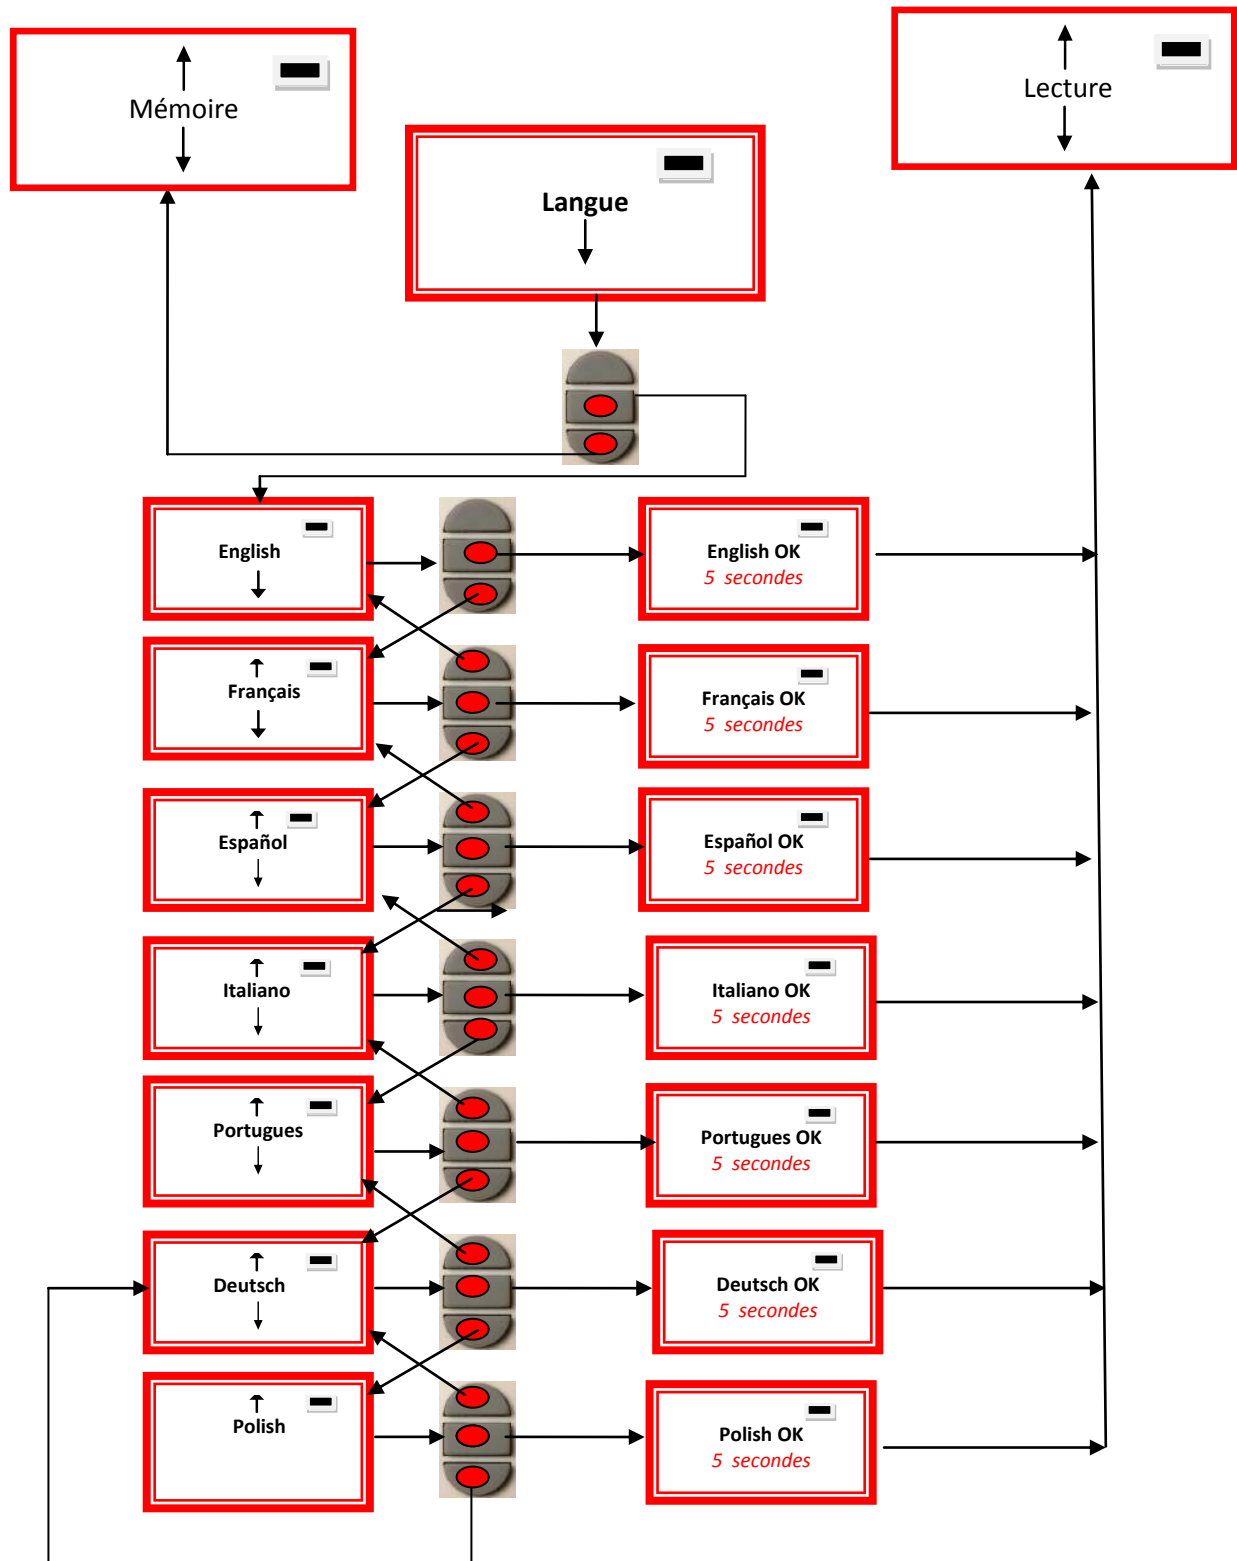 Mémoire
Lecture
Langue
English
English OK
5 secondes
Français
Français OK
5 secondes
Español
Español OK
5 secondes
Italiano
Italiano OK
5 secondes
Portugues
Portugues OK
5 secondes
Deutsch
Deutsch OK
5 secondes
Polish
Polish OK
5 secondes